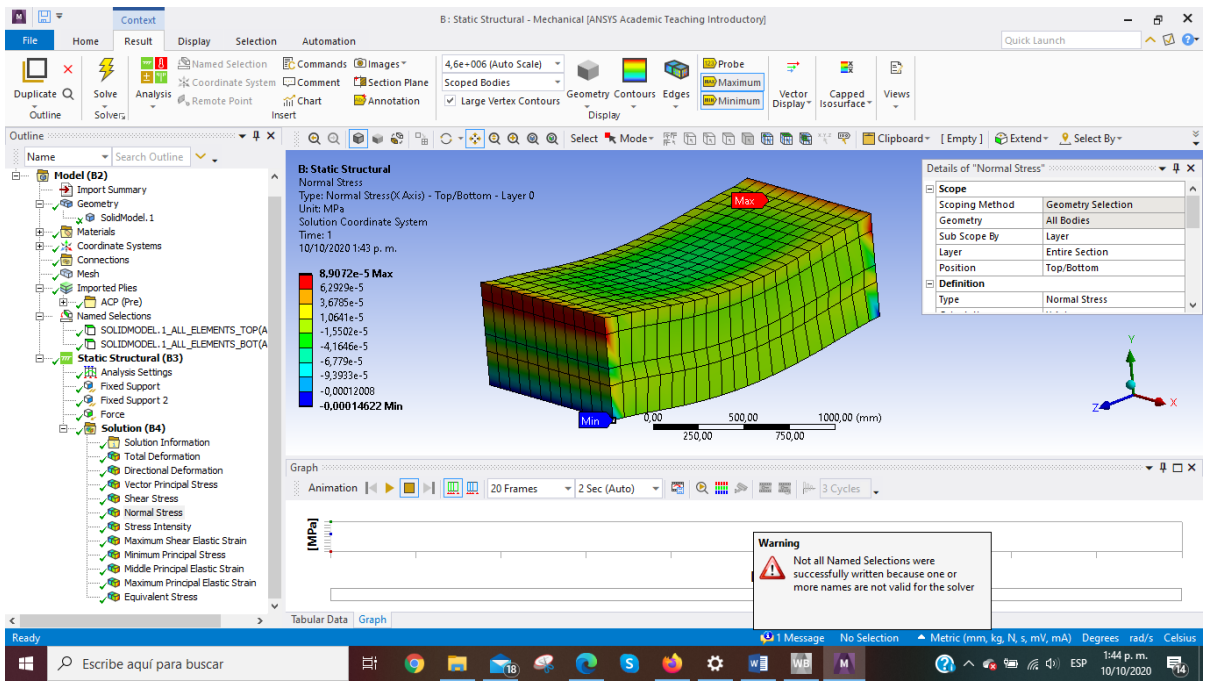 Context
B : Static Structural - Mechanical [ANSYS Academic Teaching Introductory]
File Home Result Display Selection Automation
Quick Launch
Duplicate
Outline
Solve
Solver
Analysis
Named Selection
Coordinate System
Remote Point
Commands
Comment
Chart
Images
Section Plane
Annotation
Insert
4,6e+006 (Auto Scale)
Scoped Bodies
Large Vertex Contours
Geometry Contours Edges
Probe
Maximum
Minimum
Display
Vector Display
Capped Isosurface
Views
Outline
Name Search Outline
Select Mode Clipboard [ Empty ] Extend Select By
Model (B2)
Import Summary
Geometry
SolidModel.1
Materials
Coordinate Systems
Connections
Mesh
Imported Plies
ACP (Pre)
Named Selections
SOLIDMODEL.1_ALL_ELEMENTS_TOP(A
SOLIDMODEL.1_ALL_ELEMENTS_BOT(A
Static Structural (B3)
Analysis Settings
Fixed Support
Fixed Support 2
Force
Solution (B4)
Solution Information
Total Deformation
Directional Deformation
Vector Principal Stress
Shear Stress
Normal Stress
Stress Intensity
Maximum Shear Elastic Strain
Minimum Principal Stress
Middle Principal Elastic Strain
Maximum Principal Elastic Strain
Equivalent Stress
B: Static Structural
Normal Stress
Type: Normal Stress(X Axis) - Top/Bottom - Layer 0
Unit: MPa
Solution Coordinate System
Time: 1
10/10/2020 1:43 p. m.
8,9072e-5 Max
6,2929e-5
3,6785e-5
1,0641e-5
-1,5502e-5
-4,1646e-5
-6,779e-5
-9,3933e-5
-0,00012008
-0,00014622 Min
Max
Min
0,00 500,00 1000,00 (mm)
250,00 750,00
Y
Z X
Details of "Normal Stress"
Scope
Scoping Method Geometry Selection
Geometry All Bodies
Sub Scope By Layer
Layer Entire Section
Position Top/Bottom
Definition
Type Normal Stress
Graph
Animation 20 Frames 2 Sec (Auto) 3 Cycles
[MPa]
Warning
Not all Named Selections were
successfully written because one or
more names are not valid for the solver
Tabular Data Graph
Ready
1 Message No Selection Metric (mm, kg, N, s, mV, mA) Degrees rad/s Celsius
Escribe aquí para buscar
18
S
W
WB
M
ESP
1:44 p. m.
10/10/2020
14